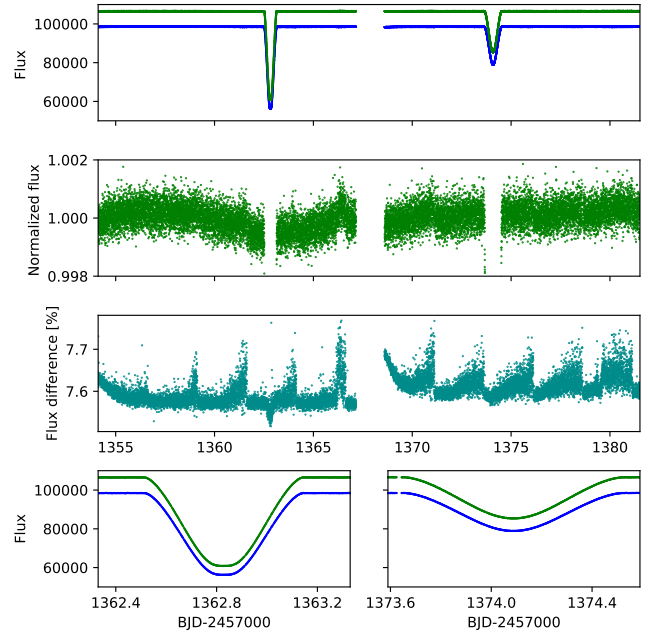 100000
80000
60000
Flux
1.002
1.000
0.998
Normalized flux
7.7
7.6
Flux difference [%]
1355 1360 1365 1370 1375 1380
100000
80000
60000
Flux
1362.4 1362.8 1363.2 1373.6 1374.0 1374.4
BJD-2457000 BJD-2457000